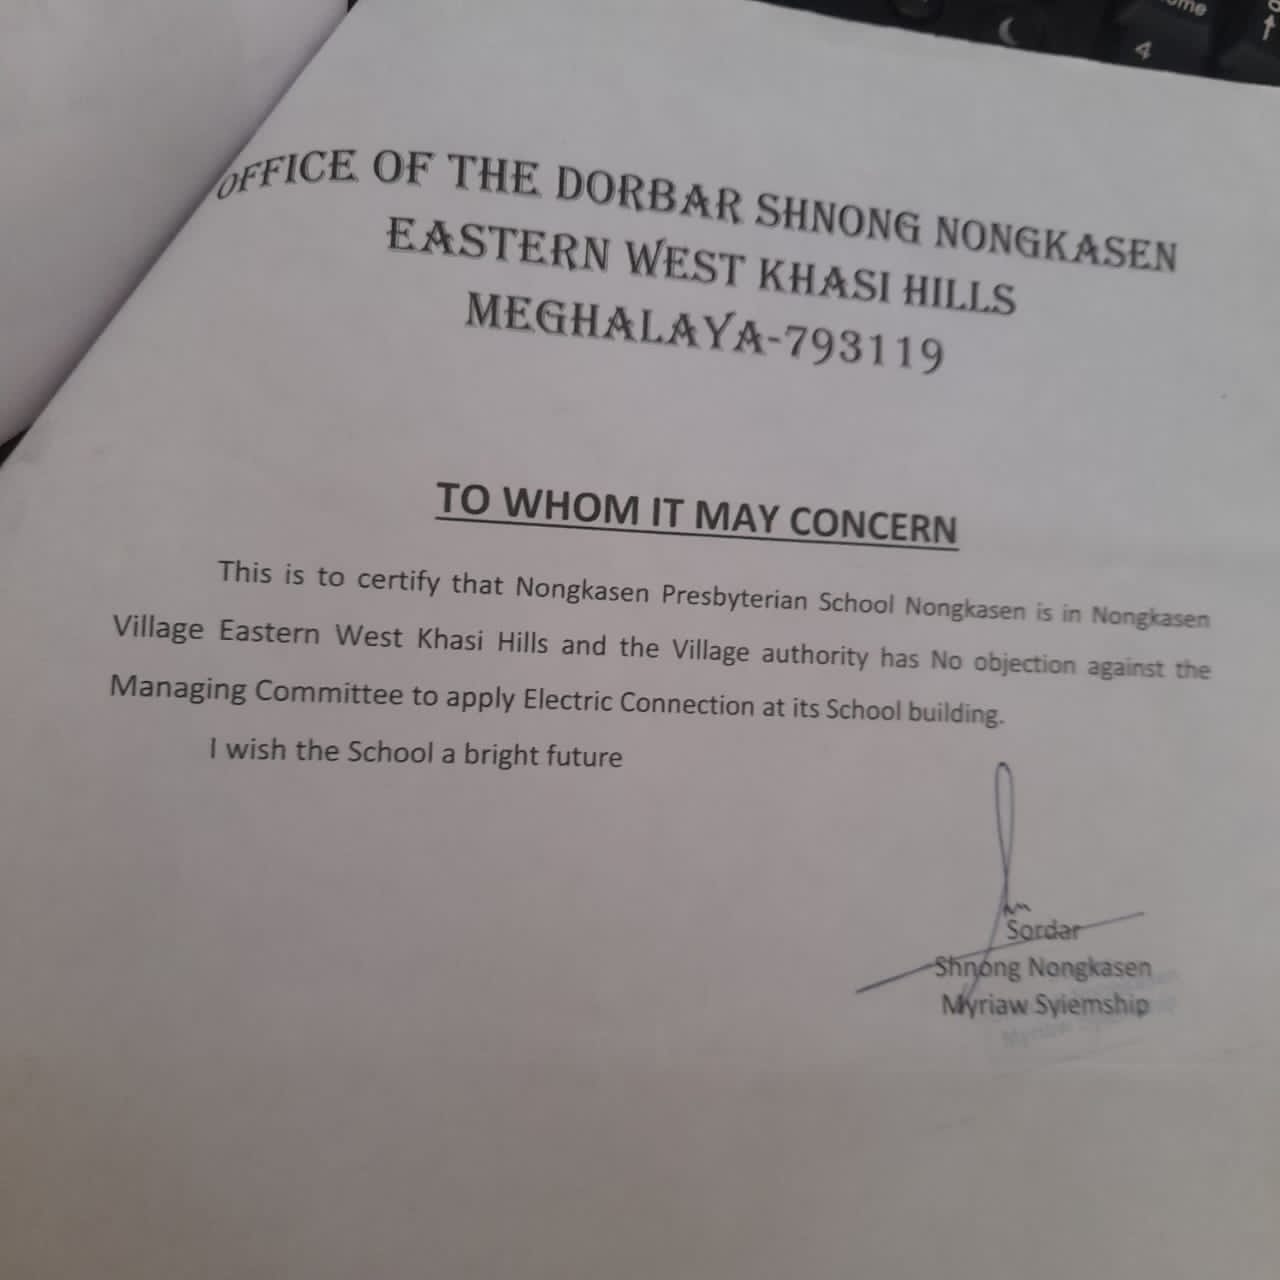 OFFICE OF THE DORBAR SHNONG NONGKASEN
EASTERN WEST KHASI HILLS
MEGHALAYA-793119
TO WHOM IT MAY CONCERN
This is to certify that Nongkasen Presbyterian School Nongkasen is in Nongkasen
Village Eastern West Khasi Hills and the Village authority has No objection against the
Managing Committee to apply Electric Connection at its School building.
I wish the School a bright future
Sordar
Shnong Nongkasen
Myriaw Syiemship
4